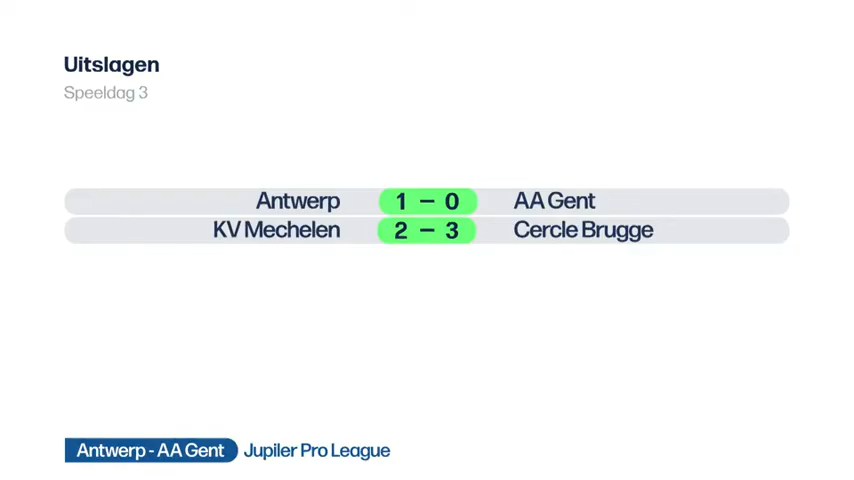 Uitslagen
Speeldag 3
Antwerp 1 – 0 AA Gent
KV Mechelen 2 – 3 Cercle Brugge
Antwerp - AA Gent Jupiler Pro League